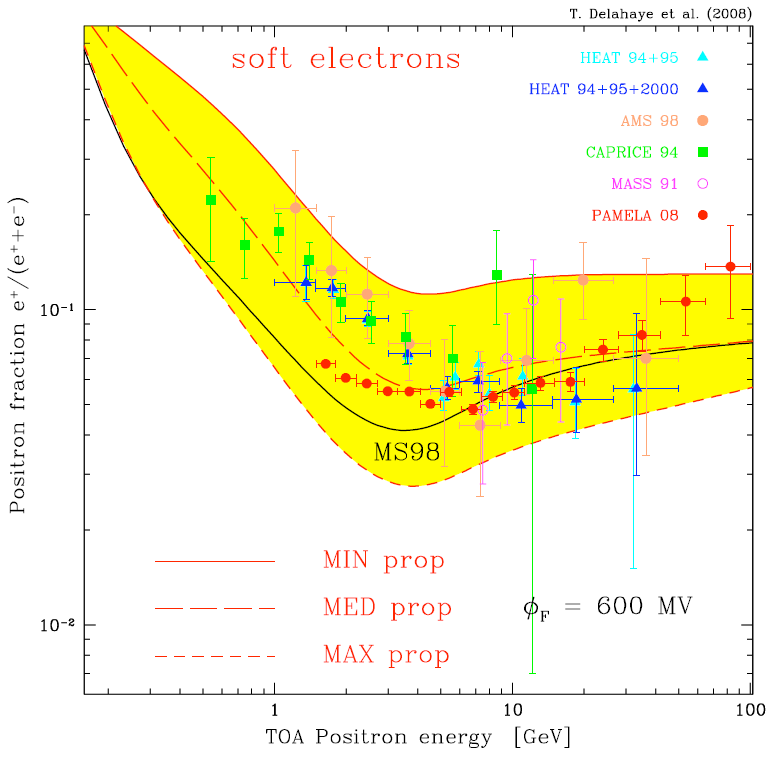 T. Delahaye et al. (2008)
soft electrons
HEAT 94+95
HEAT 94+95+2000
AMS 98
CAPRICE 94
MASS 91
PAMELA 08
Positron fraction e⁺/(e⁺+e⁻)
10⁻¹
10⁻²
MS98
MIN prop
MED prop
MAX prop
ϕ_F = 600 MV
1
10
100
TOA Positron energy [GeV]